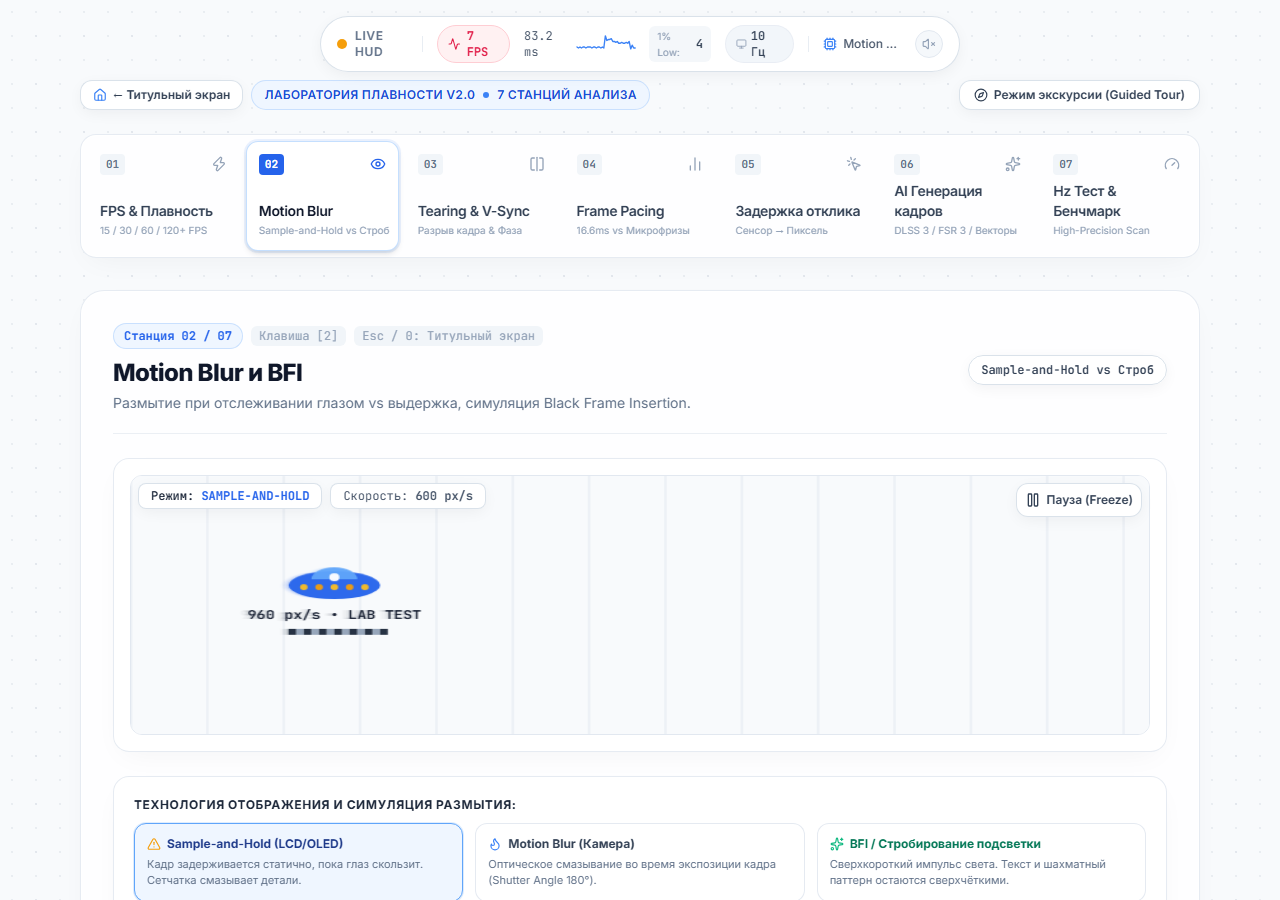 LIVE HUD
7 FPS
83.2 ms
1% Low: 4
10 Гц
Motion ...
← Титульный экран
ЛАБОРАТОРИЯ ПЛАВНОСТИ V2.0 • 7 СТАНЦИЙ АНАЛИЗА
Режим экскурсии (Guided Tour)
01
FPS & Плавность
15 / 30 / 60 / 120+ FPS
02
Motion Blur
Sample-and-Hold vs Строб
03
Tearing & V-Sync
Разрыв кадра & Фаза
04
Frame Pacing
16.6ms vs Микрофризы
05
Задержка отклика
Сенсор → Пиксель
06
AI Генерация
кадров
DLSS 3 / FSR 3 / Векторы
07
Hz Тест &
Бенчмарк
High-Precision Scan
Станция 02 / 07
Клавиша [2]
Esc / 0: Титульный экран
Motion Blur и BFI
Sample-and-Hold vs Строб
Размытие при отслеживании глазом vs выдержка, симуляция Black Frame Insertion.
Режим: SAMPLE-AND-HOLD
Скорость: 600 px/s
Пауза (Freeze)
960 px/s • LAB TEST
ТЕХНОЛОГИЯ ОТОБРАЖЕНИЯ И СИМУЛЯЦИЯ РАЗМЫТИЯ:
Sample-and-Hold (LCD/OLED)
Кадр задерживается статично, пока глаз скользит.
Сетчатка смазывает детали.
Motion Blur (Камера)
Оптическое смазывание во время экспозиции кадра
(Shutter Angle 180°).
BFI / Стробирование подсветки
Сверхкороткий импульс света. Текст и шахматный
паттерн остаются сверхчёткими.